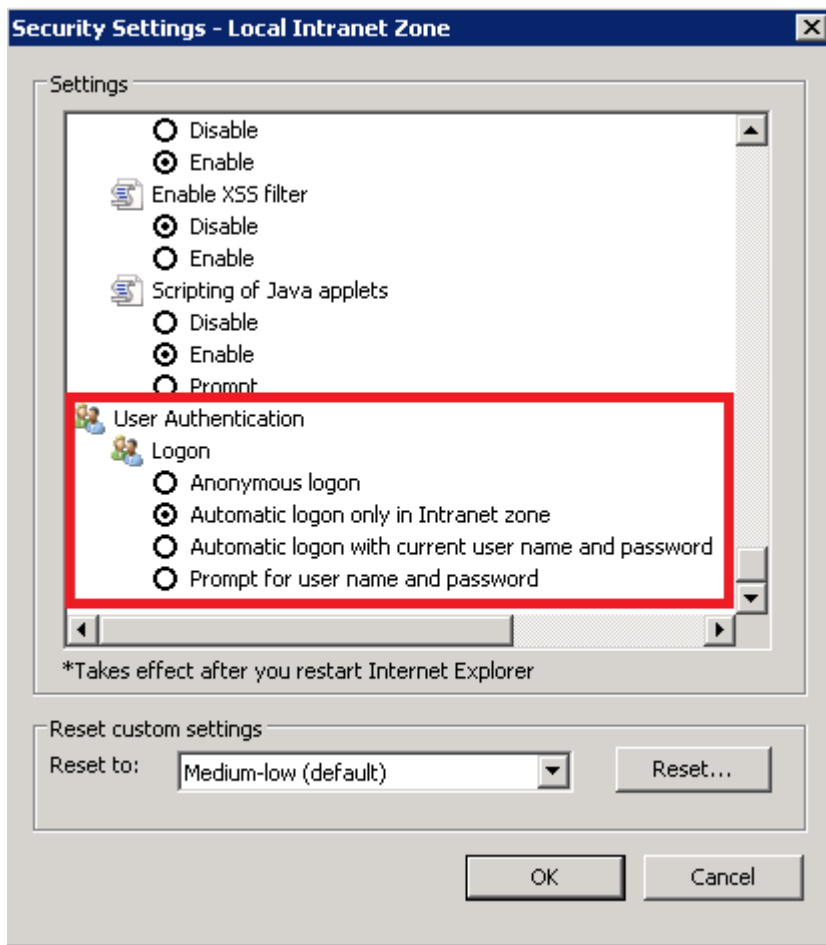 Security Settings - Local Intranet Zone
Settings
Disable
Enable
Enable XSS filter
Disable
Enable
Scripting of Java applets
Disable
Enable
Prompt
User Authentication
Logon
Anonymous logon
Automatic logon only in Intranet zone
Automatic logon with current user name and password
Prompt for user name and password
*Takes effect after you restart Internet Explorer
Reset custom settings
Reset to: Medium-low (default) Reset...
OK Cancel